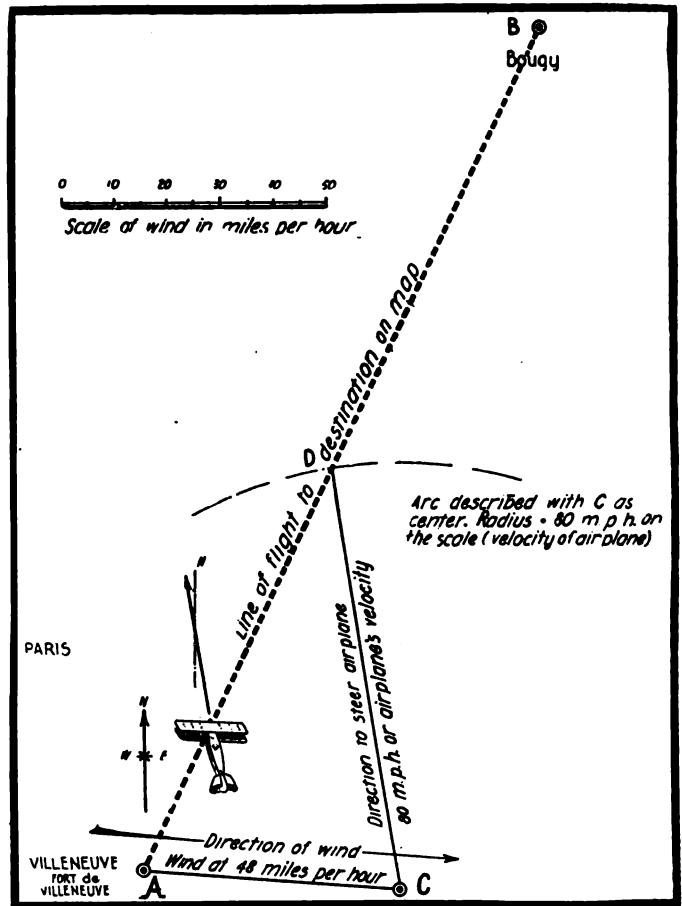 B
Bougy
0 10 20 30 40 50
Scale of wind in miles per hour
Line of flight to D destination on map
Arc described with C as
center. Radius = 80 m p h. on
the scale (velocity of airplane)
N
Direction to steer airplane
80 m.p.h. or airplane's velocity
PARIS
N
W E
Direction of wind
Wind at 48 miles per hour
VILLENEUVE
FORT de
VILLENEUVE
A
C